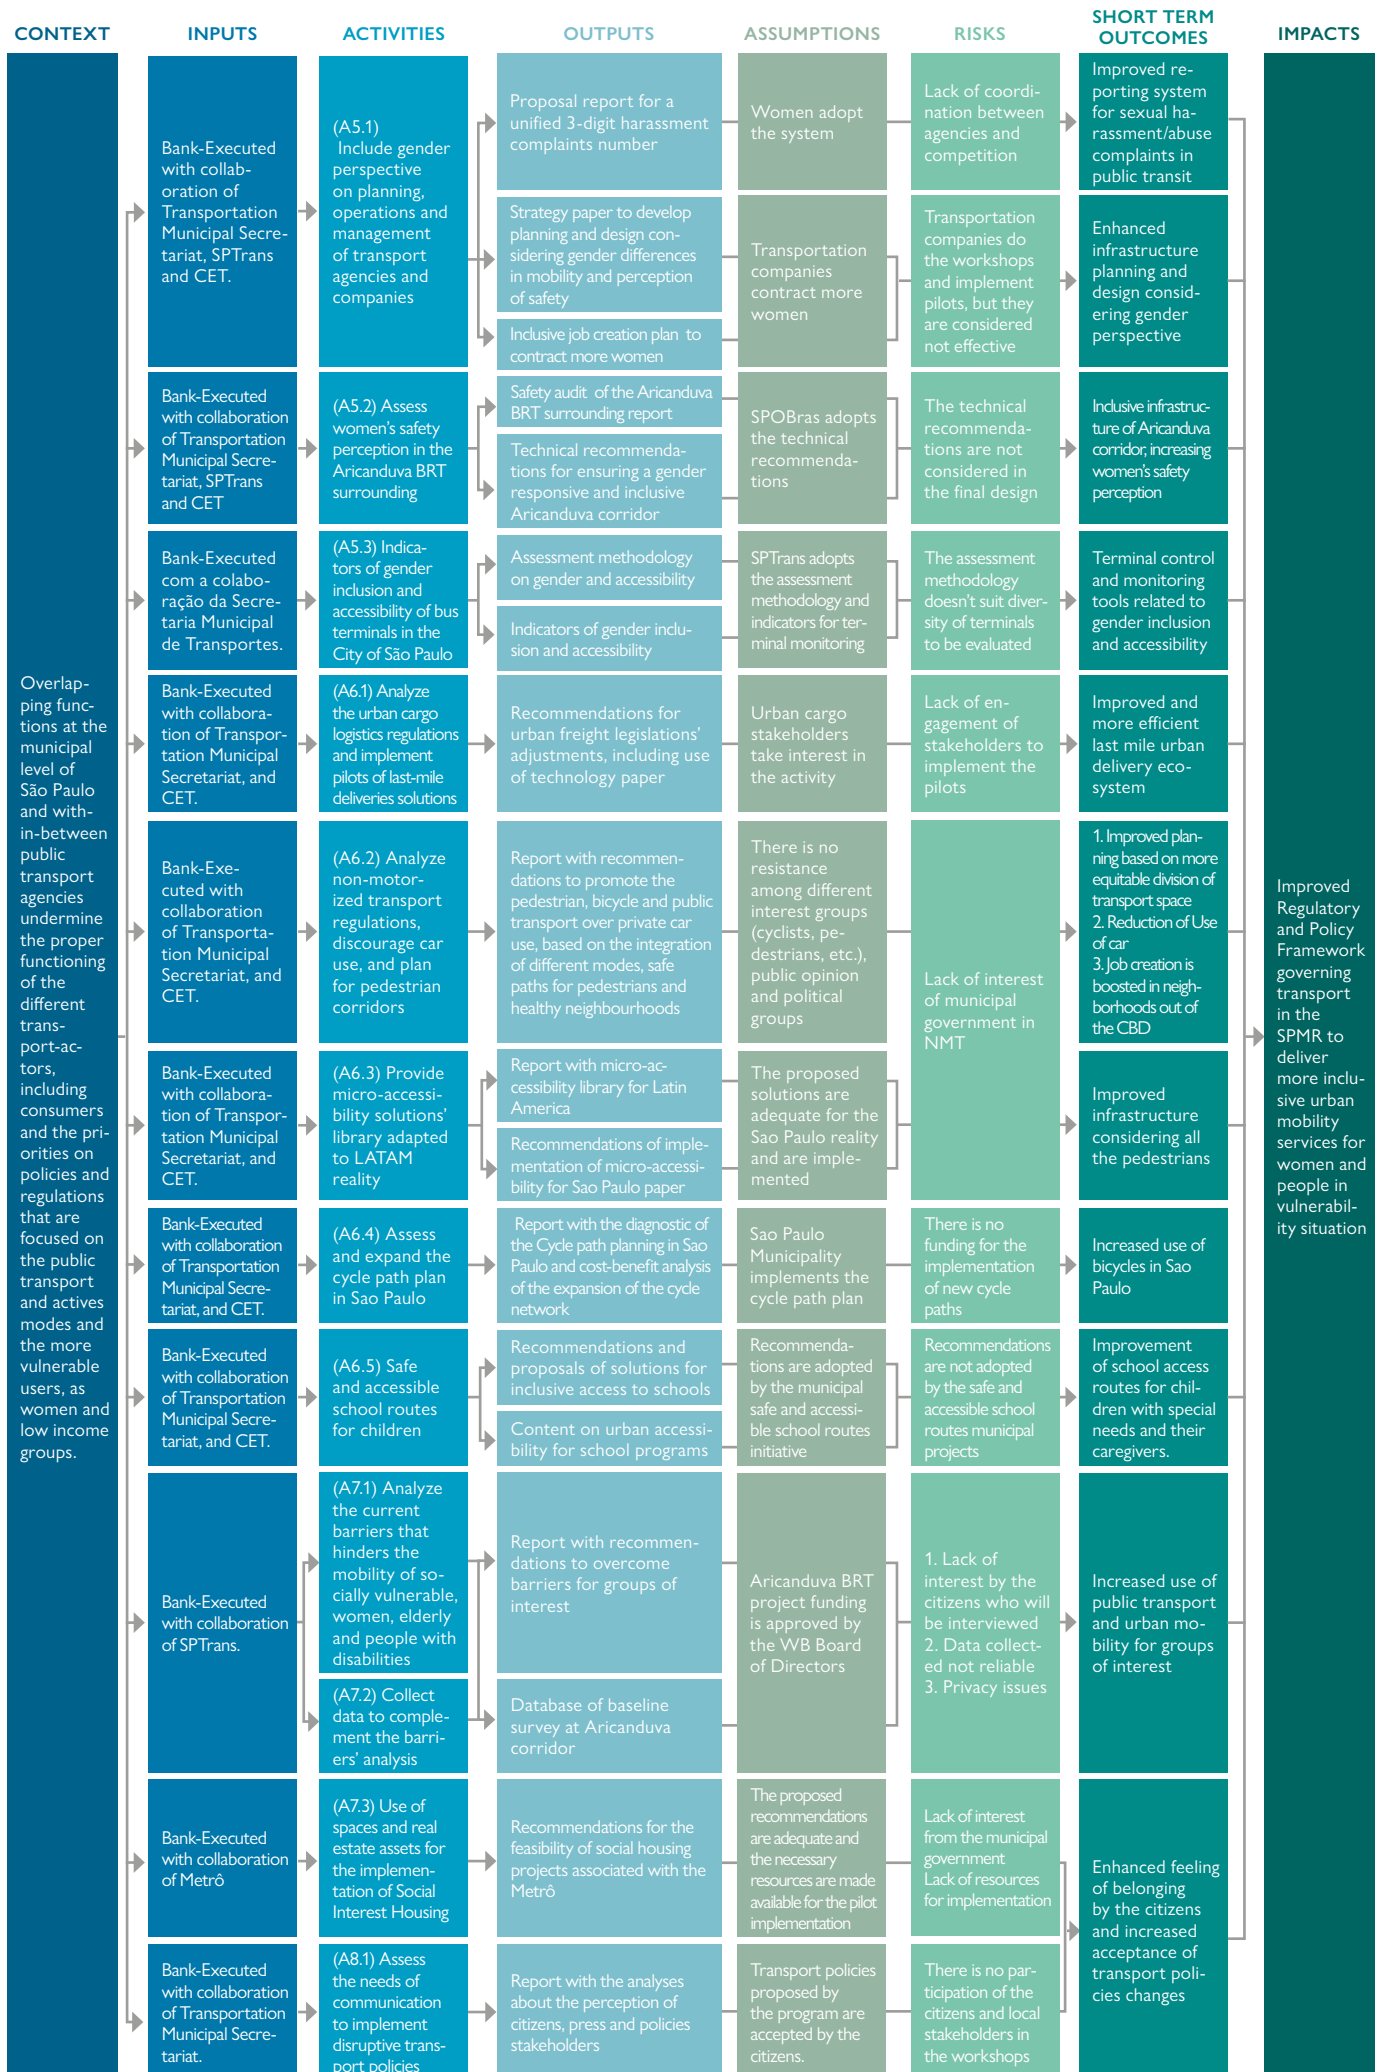 CONTEXT
INPUTS
ACTIVITIES
OUTPUTS
ASSUMPTIONS
RISKS
SHORT TERM
OUTCOMES
IMPACTS
Overlap-
ping func-
tions at the
municipal
level of
São Paulo
and with-
in-between
public
transport
agencies
undermine
the proper
functioning
of the
different
trans-
port-ac-
tors,
including
consumers
and the pri-
orities on
policies and
regulations
that are
focused on
the public
transport
and actives
modes and
the more
vulnerable
users, as
women and
low income
groups.
Bank-Executed
with collab-
oration of
Transportation
Municipal Secre-
tariat, SPTrans
and CET.
(A5.1)
Include gender
perspective
on planning,
operations and
management
of transport
agencies and
companies
Proposal report for a
unified 3-digit harassment
complaints number
Women adopt
the system
Lack of coordi-
nation between
agencies and
competition
Improved re-
porting system
for sexual ha-
rassment/abuse
complaints in
public transit
Strategy paper to develop
planning and design con-
sidering gender differences
in mobility and perception
of safety
Inclusive job creation plan to
contract more women
Transportation
companies
contract more
women
Transportation
companies do
the workshops
and implement
pilots, but they
are considered
not effective
Enhanced
infrastructure
planning and
design consid-
ering gender
perspective
Bank-Executed
with collaboration
of Transportation
Municipal Secre-
tariat, SPTrans
and CET
(A5.2) Assess
women's safety
perception in the
Aricanduva BRT
surrounding
Safety audit of the Aricanduva
BRT surrounding report
Technical recommenda-
tions for ensuring a gender
responsive and inclusive
Aricanduva corridor
SPOBras adopts
the technical
recommenda-
tions
The technical
recommenda-
tions are not
considered in
the final design
Inclusive infrastruc-
ture of Aricanduva
corridor, increasing
women's safety
perception
Bank-Executed
com a colabo-
ração da Secre-
taria Municipal
de Transportes.
(A5.3) Indica-
tors of gender
inclusion and
accessibility of bus
terminals in the
City of São Paulo
Assessment methodology
on gender and accessibility
Indicators of gender inclu-
sion and accessibility
SPTrans adopts
the assessment
methodology and
indicators for ter-
minal monitoring
The assessment
methodology
doesn't suit diver-
sity of terminals
to be evaluated
Terminal control
and monitoring
tools related to
gender inclusion
and accessibility
Bank-Executed
with collabora-
tion of Transpor-
tation Municipal
Secretariat, and
CET.
(A6.1) Analyze
the urban cargo
logistics regulations
and implement
pilots of last-mile
deliveries solutions
Recommendations for
urban freight legislations'
adjustments, including use
of technology paper
Urban cargo
stakeholders
take interest in
the activity
Lack of en-
gagement of
stakeholders to
implement the
pilots
Improved and
more efficient
last mile urban
delivery eco-
system
Bank-Exe-
cuted with
collaboration
of Transporta-
tion Municipal
Secretariat, and
CET.
(A6.2) Analyze
non-motor-
ized transport
regulations,
discourage car
use, and plan
for pedestrian
corridors
Report with recommen-
dations to promote the
pedestrian, bicycle and public
transport over private car
use, based on the integration
of different modes, safe
paths for pedestrians and
healthy neighbourhoods
There is no
resistance
among different
interest groups
(cyclists, pe-
destrians, etc.),
public opinion
and political
groups
Lack of interest
of municipal
government in
NMT
1. Improved plan-
ning based on more
equitable division of
transport space
2. Reduction of Use
of car
3. Job creation is
boosted in neigh-
borhoods out of
the CBD
Bank-Executed
with collabora-
tion of Transpor-
tation Municipal
Secretariat, and
CET.
(A6.3) Provide
micro-accessi-
bility solutions'
library adapted
to LATAM
reality
Report with micro-ac-
cessibility library for Latin
America
Recommendations of imple-
mentation of micro-accessi-
bility for Sao Paulo paper
The proposed
solutions are
adequate for the
Sao Paulo reality
and are imple-
mented
Improved
infrastructure
considering all
the pedestrians
Bank-Executed
with collaboration
of Transportation
Municipal Secre-
tariat, and CET.
(A6.4) Assess
and expand the
cycle path plan
in Sao Paulo
Report with the diagnostic of
the Cycle path planning in Sao
Paulo and cost-benefit analysis
of the expansion of the cycle
network
Sao Paulo
Municipality
implements the
cycle path plan
There is no
funding for the
implementation
of new cycle
paths
Increased use of
bicycles in Sao
Paulo
Bank-Executed
with collaboration
of Transportation
Municipal Secre-
tariat, and CET.
(A6.5) Safe
and accessible
school routes
for children
Recommendations and
proposals of solutions for
inclusive access to schools
Content on urban accessi-
bility for school programs
Recommenda-
tions are adopted
by the municipal
safe and accessi-
ble school routes
initiative
Recommendations
are not adopted
by the safe and
accessible school
routes municipal
projects
Improvement
of school access
routes for chil-
dren with special
needs and their
caregivers.
Bank-Executed
with collaboration
of SPTrans.
(A7.1) Analyze
the current
barriers that
hinders the
mobility of so-
cially vulnerable,
women, elderly
and people with
disabilities
(A7.2) Collect
data to comple-
ment the barri-
ers' analysis
Report with recommen-
dations to overcome
barriers for groups of
interest
Database of baseline
survey at Aricanduva
corridor
Aricanduva BRT
project funding
is approved by
the WB Board
of Directors
1. Lack of
interest by the
citizens who will
be interviewed
2. Data collect-
ed not reliable
3. Privacy issues
Increased use of
public transport
and urban mo-
bility for groups
of interest
Bank-Executed
with collaboration
of Metrô
(A7.3) Use of
spaces and real
estate assets for
the implemen-
tation of Social
Interest Housing
Recommendations for the
feasibility of social housing
projects associated with the
Metrô
The proposed
recommendations
are adequate and
the necessary
resources are made
available for the pilot
implementation
Lack of interest
from the municipal
government
Lack of resources
for implementation
Enhanced feeling
of belonging
by the citizens
and increased
acceptance of
transport poli-
cies changes
Bank-Executed
with collaboration
of Transportation
Municipal Secre-
tariat.
(A8.1) Assess
the needs of
communication
to implement
disruptive trans-
port policies
Report with the analyses
about the perception of
citizens, press and policies
stakeholders
Transport policies
proposed by
the program are
accepted by the
citizens.
There is no par-
ticipation of the
citizens and local
stakeholders in
the workshops
Improved
Regulatory
and Policy
Framework
governing
transport
in the
SPMR to
deliver
more inclu-
sive urban
mobility
services for
women and
people in
vulnerabil-
ity situation